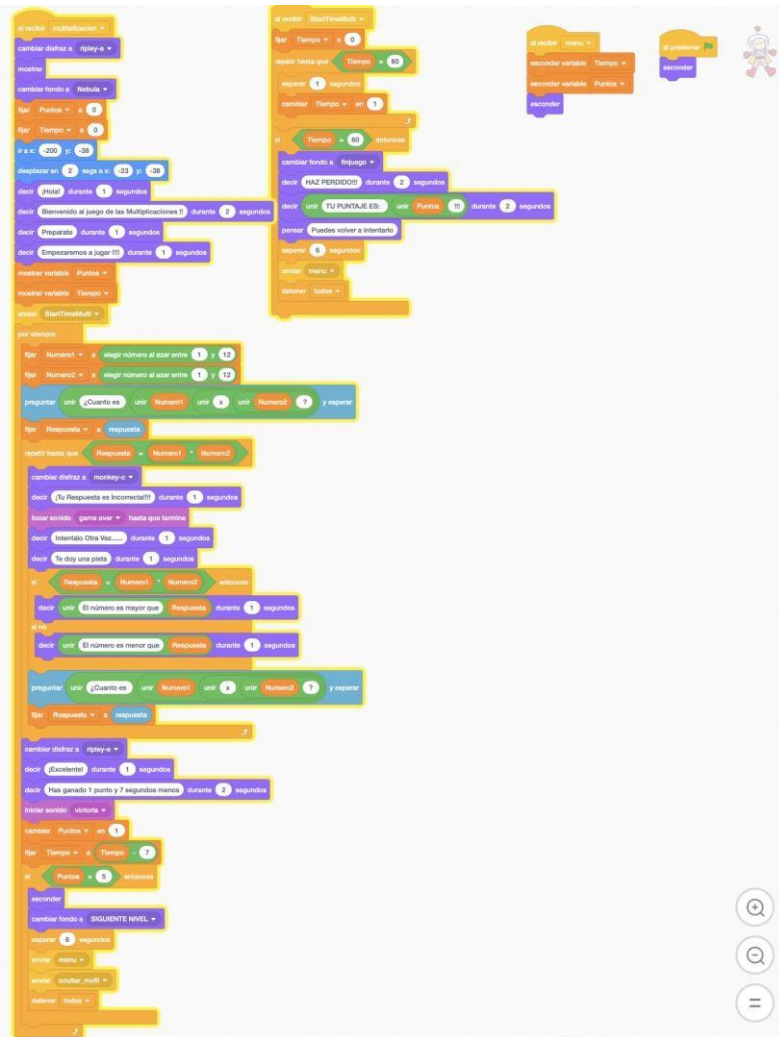 al recibir multiplicacion
cambiar disfraz a ripley-a
mostrar
cambiar fondo a Nebula
fijar Puntos a 0
fijar Tiempo a 0
ir a x: -200 y: -38
deslizar en 2 segs a x: -23 y: -38
decir ¡Hola! durante 1 segundos
decir Bienvenido al juego de las Multiplicaciones !! durante 2 segundos
decir Preparate durante 1 segundos
decir Empezaremos a jugar !!!! durante 1 segundos
mostrar variable Puntos
mostrar variable Tiempo
enviar StartTimeMulti
por siempre
fijar Numero1 a elegir número al azar entre 1 y 12
fijar Numero2 a elegir número al azar entre 1 y 12
preguntar unir ¿Cuanto es unir Numero1 unir x unir Numero2 ? y esperar
fijar Respuesta a respuesta
repetir hasta que Respuesta = Numero1 * Numero2
cambiar disfraz a monkey-c
decir ¡Tu Respuesta es Incorrecta!!!! durante 1 segundos
tocar sonido game over hasta que termine
decir Intentalo Otra Vez...... durante 1 segundos
decir Te doy una pista durante 1 segundos
si Respuesta < Numero1 * Numero2 entonces
decir unir El número es mayor que Respuesta durante 1 segundos
si no
decir unir El número es menor que Respuesta durante 1 segundos
preguntar unir ¿Cuanto es unir Numero1 unir x unir Numero2 ? y esperar
fijar Respuesta a respuesta
cambiar disfraz a ripley-e
decir ¡Excelente! durante 1 segundos
decir Has ganado 1 punto y 7 segundos menos durante 2 segundos
iniciar sonido victoria
cambiar Puntos en 1
fijar Tiempo a Tiempo - 7
si Puntos = 5 entonces
esconder
cambiar fondo a SIGUIENTE NIVEL
esperar 6 segundos
enviar menu
enviar ocultar_multi
detener todos
al recibir StartTimeMulti
fijar Tiempo a 0
repetir hasta que Tiempo = 60
esperar 1 segundos
cambiar Tiempo en 1
si Tiempo = 60 entonces
cambiar fondo a finjuego
decir HAZ PERDIDO!!! durante 2 segundos
decir unir TU PUNTAJE ES: unir Puntos !!! durante 2 segundos
pensar Puedes volver a intentarlo
esperar 6 segundos
enviar menu
detener todos
al recibir menu
esconder variable Tiempo
esconder variable Puntos
esconder
al presionar
esconder